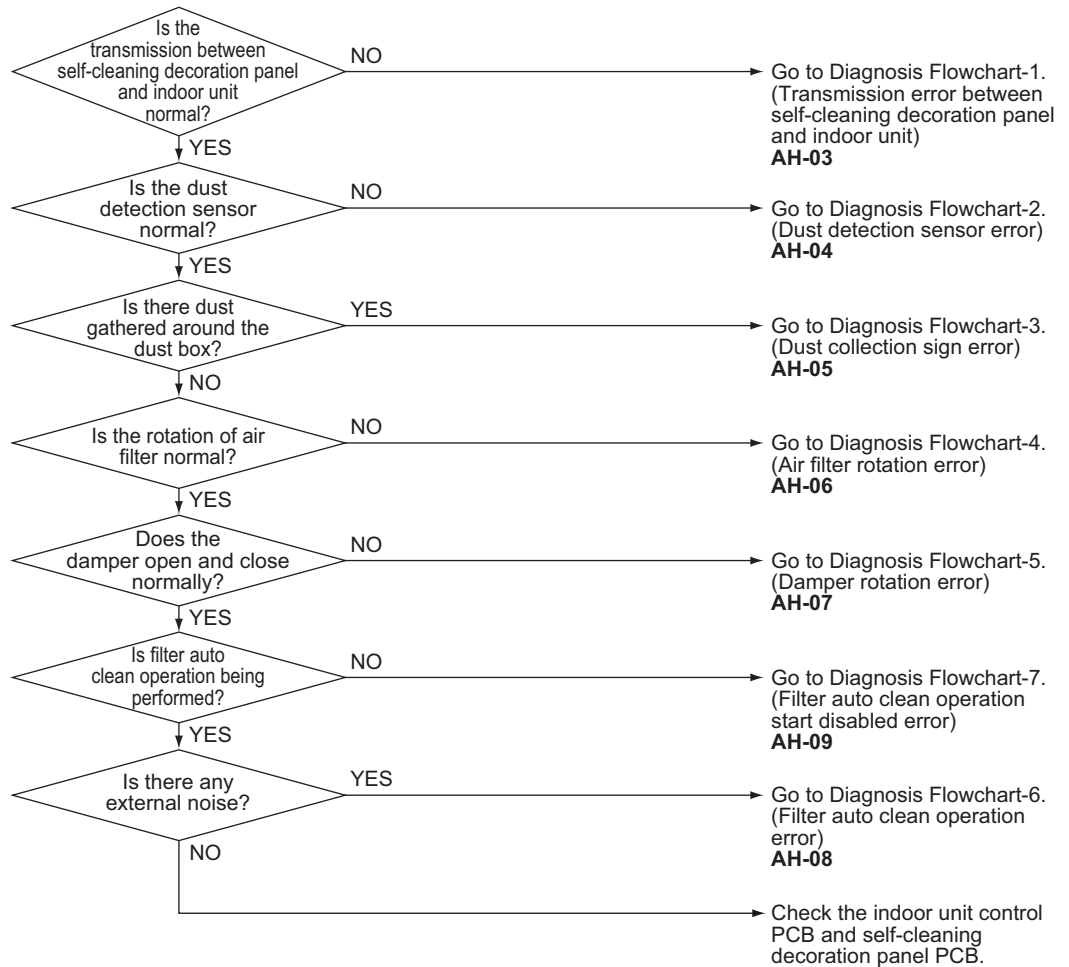 Is the
transmission between
self-cleaning decoration panel
and indoor unit
normal?
NO
Go to Diagnosis Flowchart-1.
(Transmission error between
self-cleaning decoration panel
and indoor unit)
AH-03
YES
Is the dust
detection sensor
normal?
NO
Go to Diagnosis Flowchart-2.
(Dust detection sensor error)
AH-04
YES
Is there dust
gathered around the
dust box?
YES
Go to Diagnosis Flowchart-3.
(Dust collection sign error)
AH-05
NO
Is the rotation of air
filter normal?
NO
Go to Diagnosis Flowchart-4.
(Air filter rotation error)
AH-06
YES
Does the
damper open and close
normally?
NO
Go to Diagnosis Flowchart-5.
(Damper rotation error)
AH-07
YES
Is filter auto
clean operation being
performed?
NO
Go to Diagnosis Flowchart-7.
(Filter auto clean operation
start disabled error)
AH-09
YES
Is there any
external noise?
YES
Go to Diagnosis Flowchart-6.
(Filter auto clean operation
error)
AH-08
NO
Check the indoor unit control
PCB and self-cleaning
decoration panel PCB.